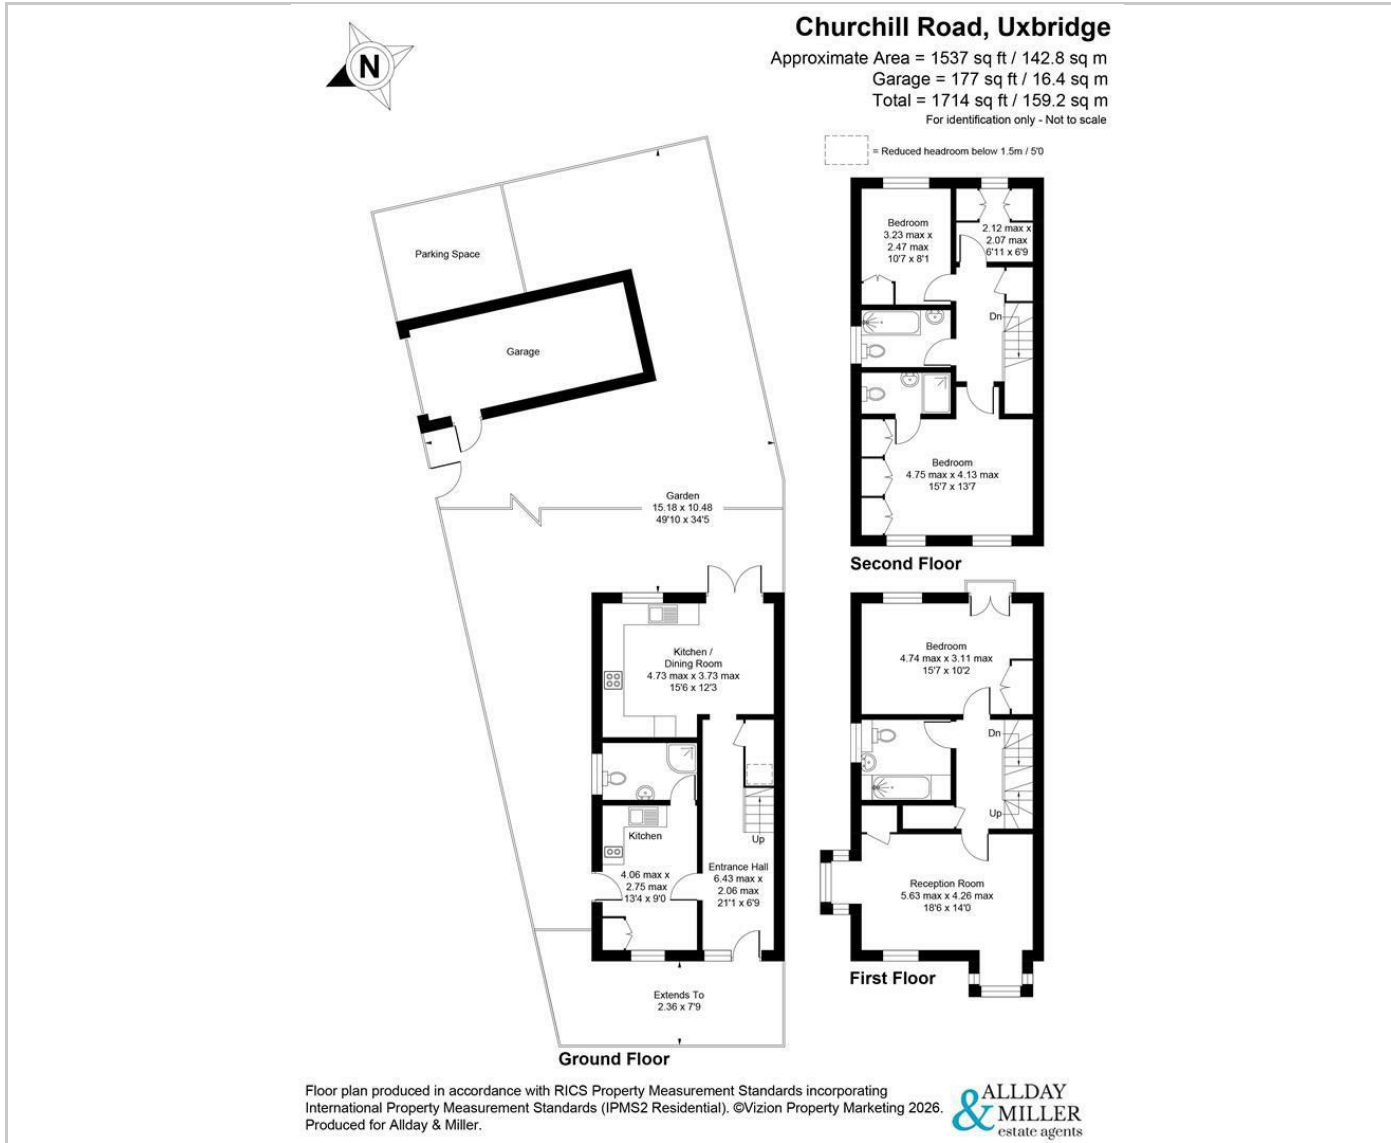 Churchill Road, Uxbridge
Approximate Area = 1537 sq ft / 142.8 sq m
Garage = 177 sq ft / 16.4 sq m
Total = 1714 sq ft / 159.2 sq m
For identification only - Not to scale
= Reduced headroom below 1.5m / 5'0
N
Parking Space
Garage
Garden
15.18 x 10.48
49'10 x 34'5
Kitchen /
Dining Room
4.73 max x 3.73 max
15'6 x 12'3
Kitchen
4.06 max x
2.75 max
13'4 x 9'0
Up
Entrance Hall
6.43 max x
2.06 max
21'1 x 6'9
Extends To
2.36 x 7'9
Ground Floor
Bedroom
3.23 max x
2.47 max
10'7 x 8'1
2.12 max x
2.07 max
6'11 x 6'9
Dn
Bedroom
4.75 max x 4.13 max
15'7 x 13'7
Second Floor
Bedroom
4.74 max x 3.11 max
15'7 x 10'2
Dn
Up
Reception Room
5.63 max x 4.26 max
18'6 x 14'0
First Floor
Floor plan produced in accordance with RICS Property Measurement Standards incorporating
International Property Measurement Standards (IPMS2 Residential). ©Vizion Property Marketing 2026.
Produced for Allday & Miller.
ALLDAY
& MILLER
estate agents